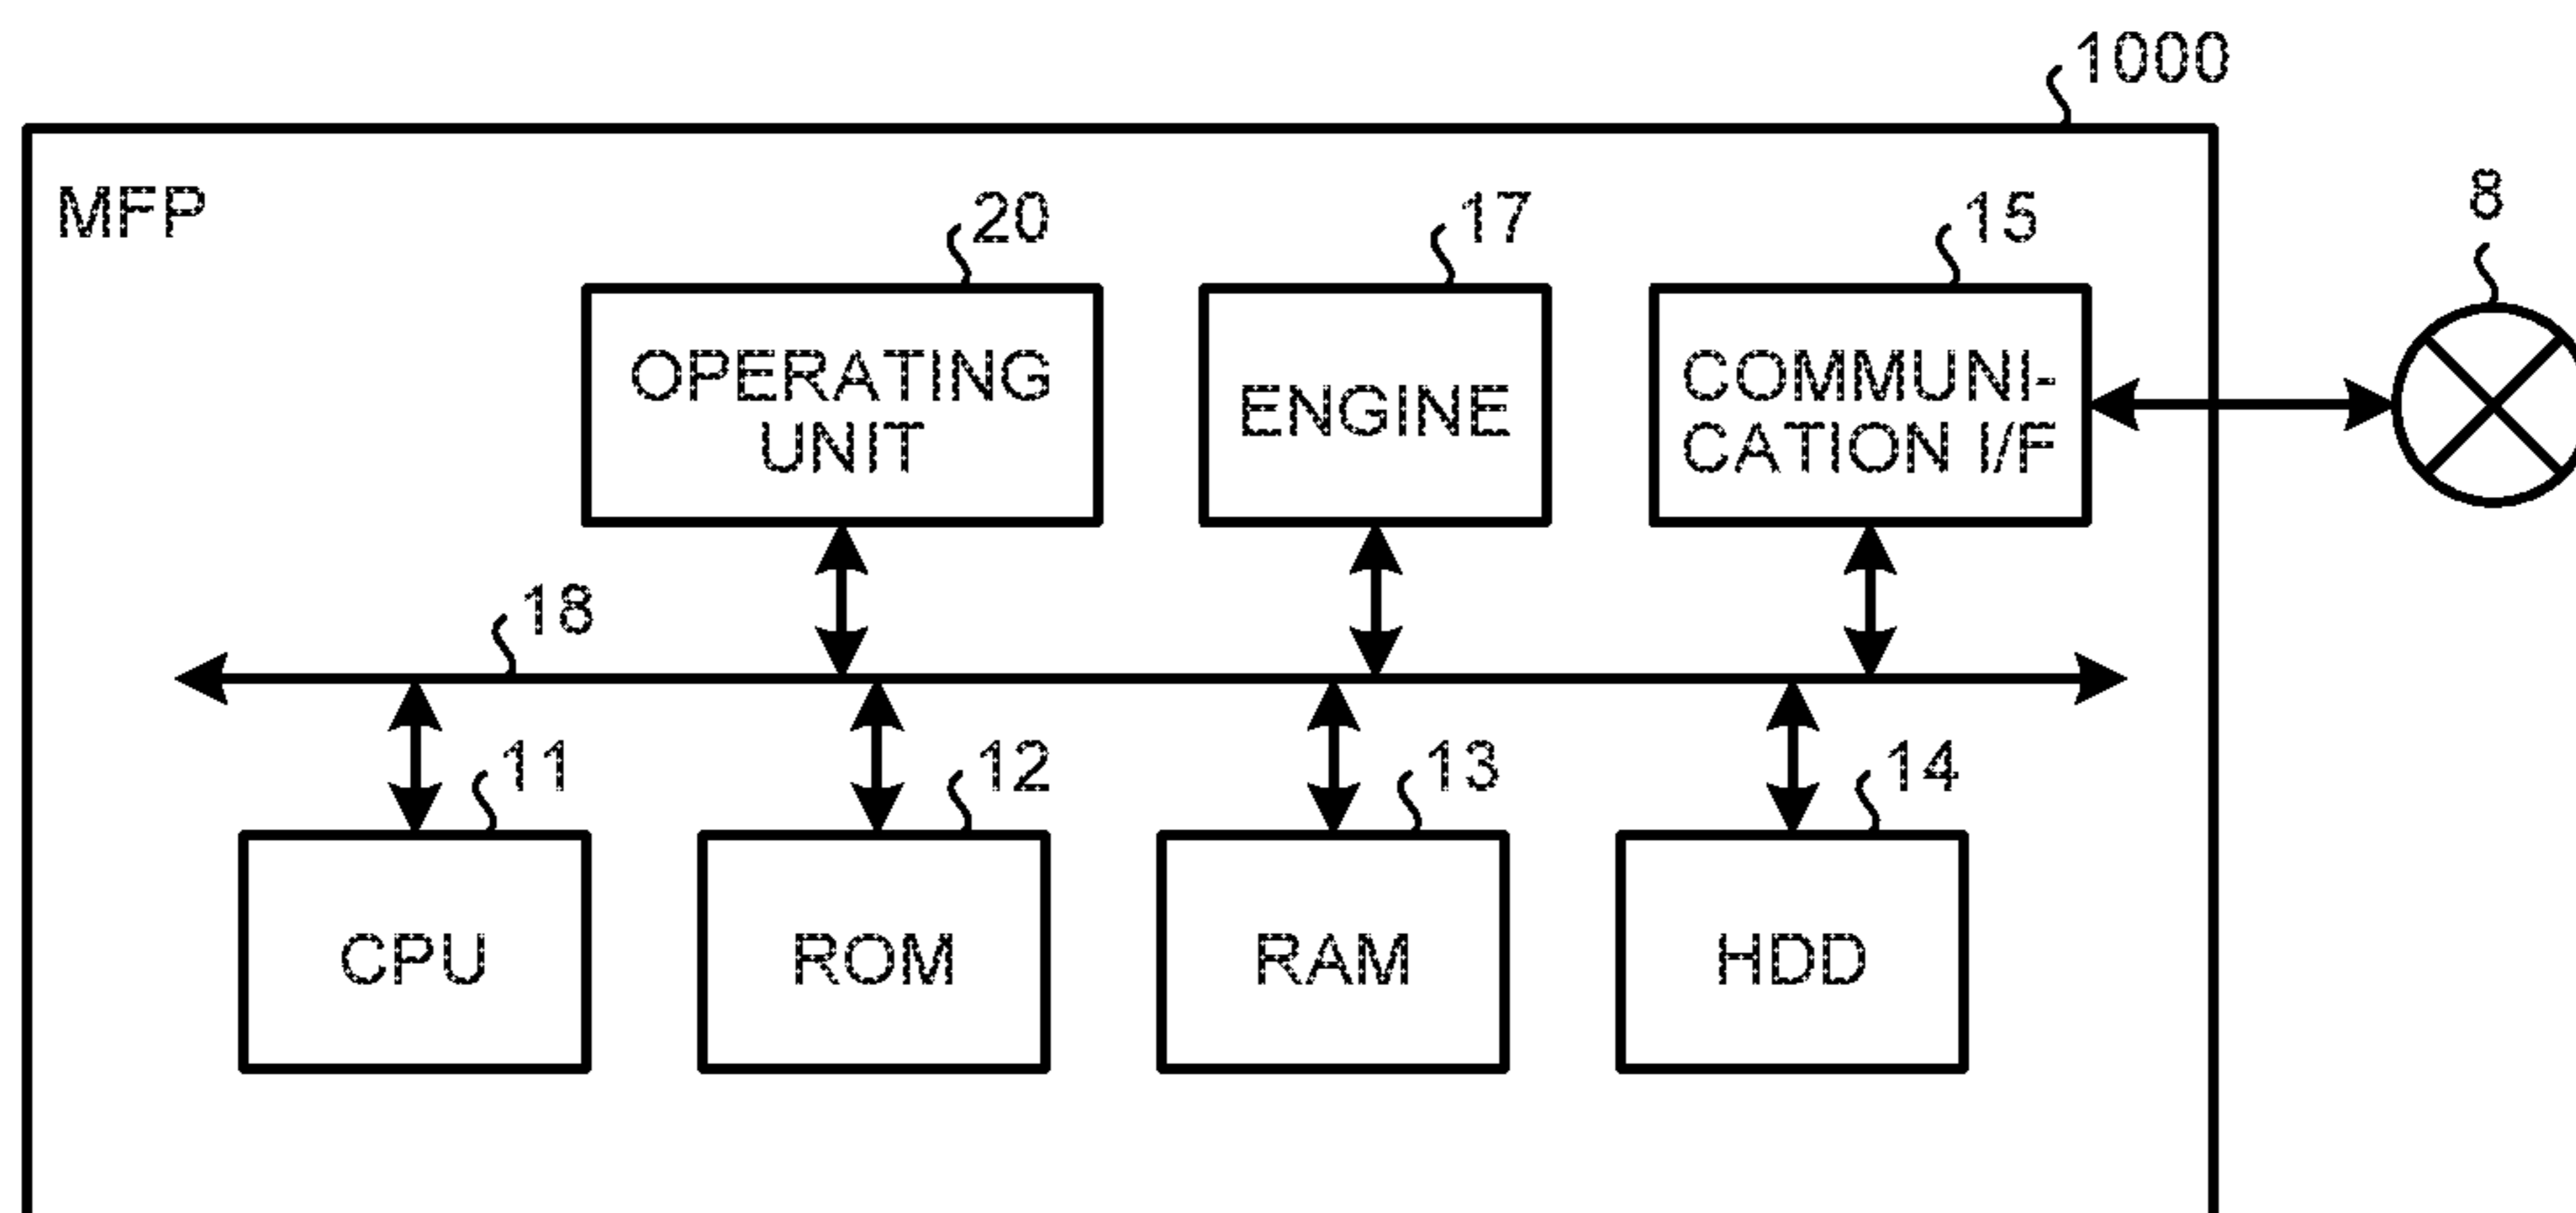 1000
MFP
20
17
15
8
OPERATING
UNIT
ENGINE
COMMUNI-
CATION I/F
18
11
12
13
14
CPU
ROM
RAM
HDD